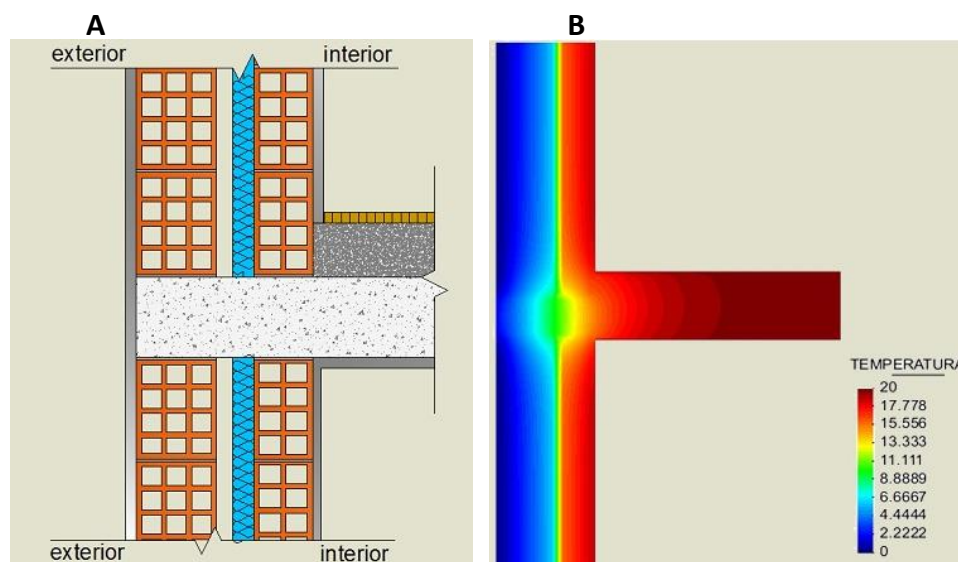 A
B
exterior
interior
exterior
interior
TEMPERATURA
20
17.778
15.556
13.333
11.111
8.8889
6.6667
4.4444
2.2222
0